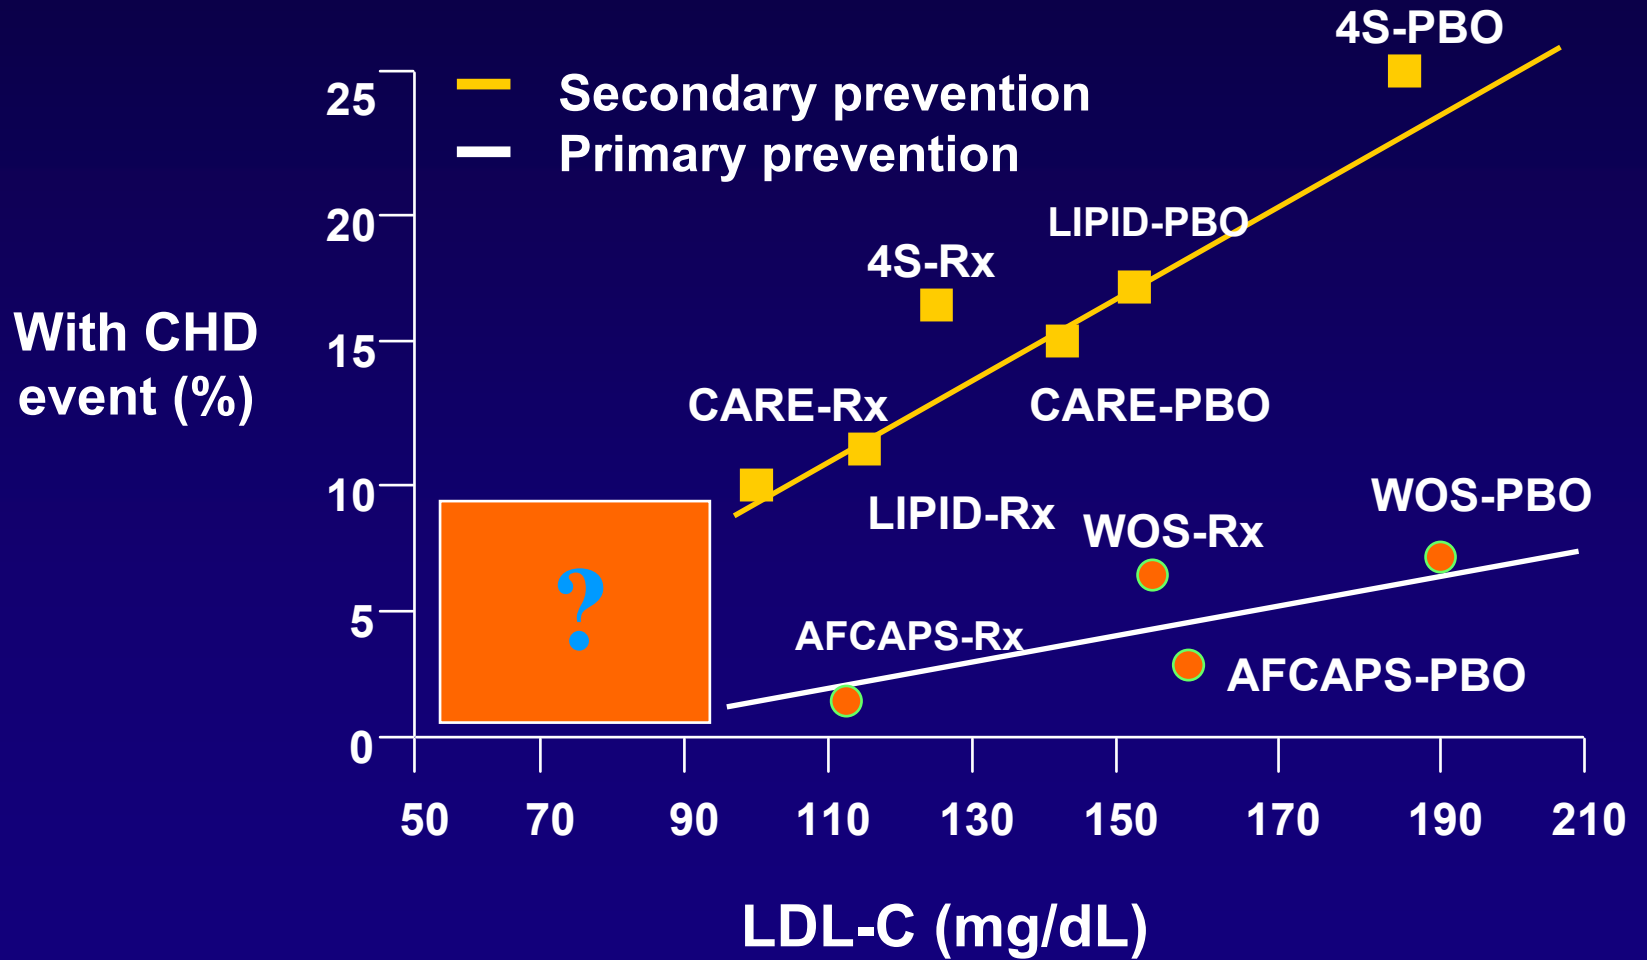 4S-PBO
25
Secondary prevention
Primary prevention
20
LIPID-PBO
4S-Rx
With CHD
event (%)
15
CARE-Rx
CARE-PBO
10
LIPID-Rx
WOS-Rx
WOS-PBO
?
5
AFCAPS-Rx
AFCAPS-PBO
0
50 70 90 110 130 150 170 190 210
LDL-C (mg/dL)